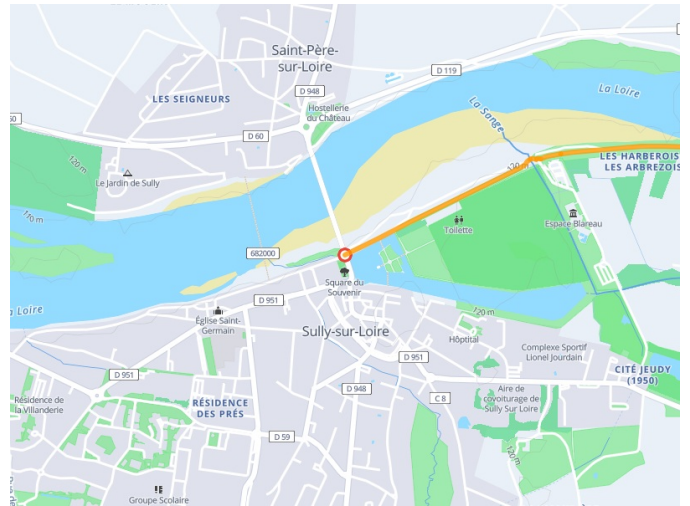 Saint-Père-
sur-Loire
D 119
LES SEIGNEURS
D 948
La Loire
Hostellerie
du Château
La Sange
D 60
120 m
LES HARBEROIS
LES ARBREZOIS
Le Jardin de Sully
110 m
Toilette
Espace Blareau
682000
Square du
Souvenir
D 951
La Loire
Église Saint-
Germain
120 m
Sully-sur-Loire
Hôptital
Complexe Sportif
Lionel Jourdain
D 951
D 951
CITÉ JEUDY
(1950)
Résidence de
la Villanderie
RÉSIDENCE
DES PRÉS
D 948
C 8
Aire de
covoiturage de
Sully Sur Loire
D 59
120 m
Groupe Scolaire